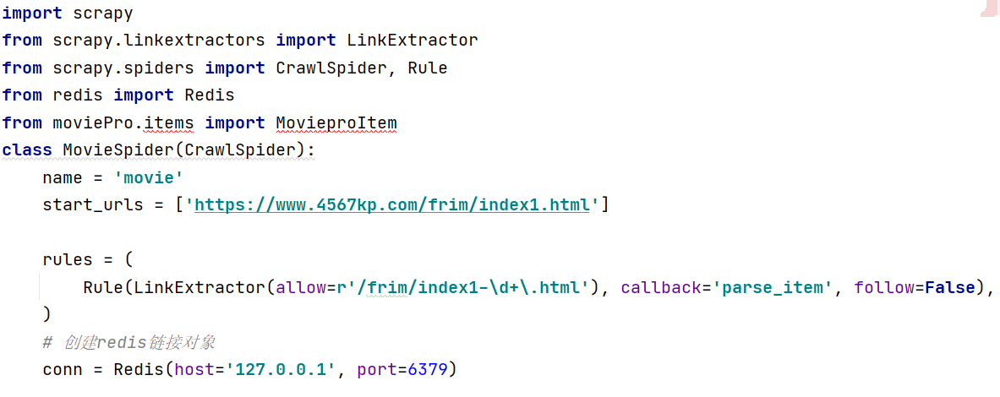 import scrapy
from scrapy.linkextractors import LinkExtractor
from scrapy.spiders import CrawlSpider, Rule
from redis import Redis
from moviePro.items import MovieproItem
class MovieSpider(CrawlSpider):
    name = 'movie'
    start_urls = ['https://www.4567kp.com/frim/index1.html']

    rules = (
        Rule(LinkExtractor(allow=r'/frim/index1-\d+\.html'), callback='parse_item', follow=False),
    )
    # 创建redis链接对象
    conn = Redis(host='127.0.0.1', port=6379)